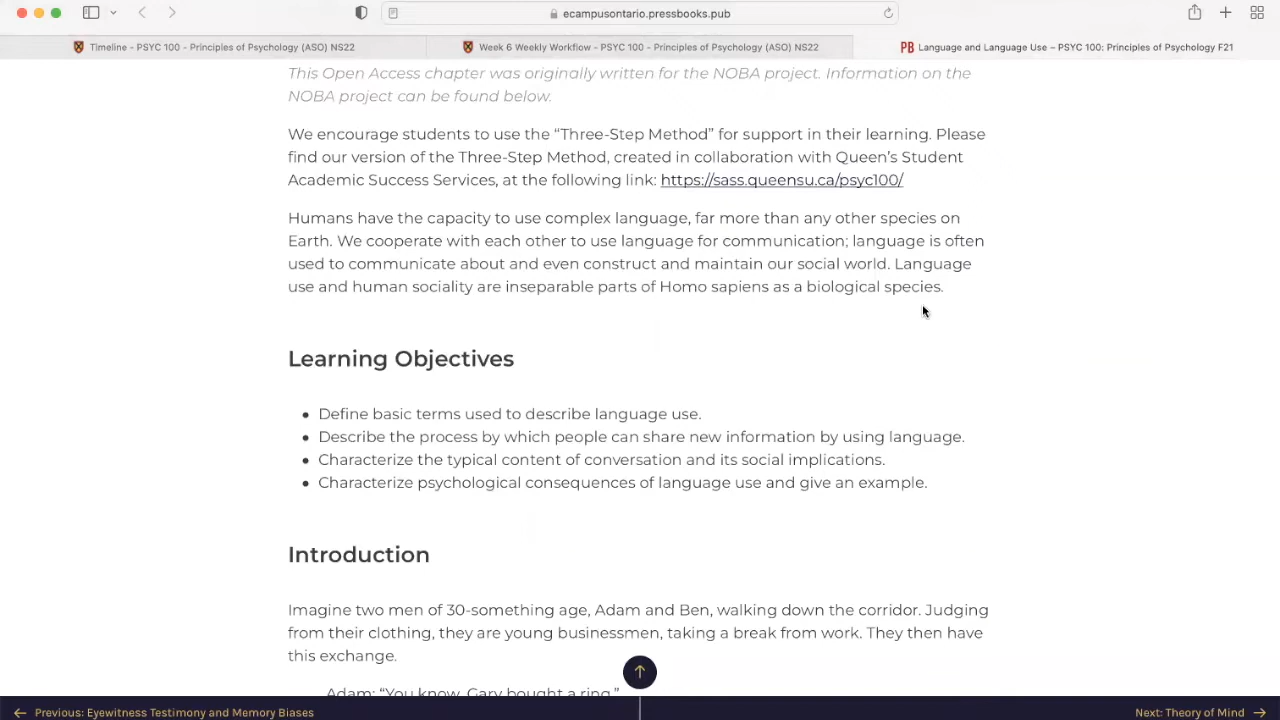 ecampusontario.pressbooks.pub
Timeline - PSYC 100 - Principles of Psychology (ASO) NS22
Week 6 Weekly Workflow - PSYC 100 - Principles of Psychology (ASO) NS22
PB Language and Language Use – PSYC 100: Principles of Psychology F21
This Open Access chapter was originally written for the NOBA project. Information on the
NOBA project can be found below.
We encourage students to use the “Three-Step Method” for support in their learning. Please
find our version of the Three-Step Method, created in collaboration with Queen’s Student
Academic Success Services, at the following link: https://sass.queensu.ca/psyc100/
Humans have the capacity to use complex language, far more than any other species on
Earth. We cooperate with each other to use language for communication; language is often
used to communicate about and even construct and maintain our social world. Language
use and human sociality are inseparable parts of Homo sapiens as a biological species.
Learning Objectives
• Define basic terms used to describe language use.
• Describe the process by which people can share new information by using language.
• Characterize the typical content of conversation and its social implications.
• Characterize psychological consequences of language use and give an example.
Introduction
Imagine two men of 30-something age, Adam and Ben, walking down the corridor. Judging
from their clothing, they are young businessmen, taking a break from work. They then have
this exchange.
Adam: “You know, Gary bought a ring.”
← Previous: Eyewitness Testimony and Memory Biases
Next: Theory of Mind →